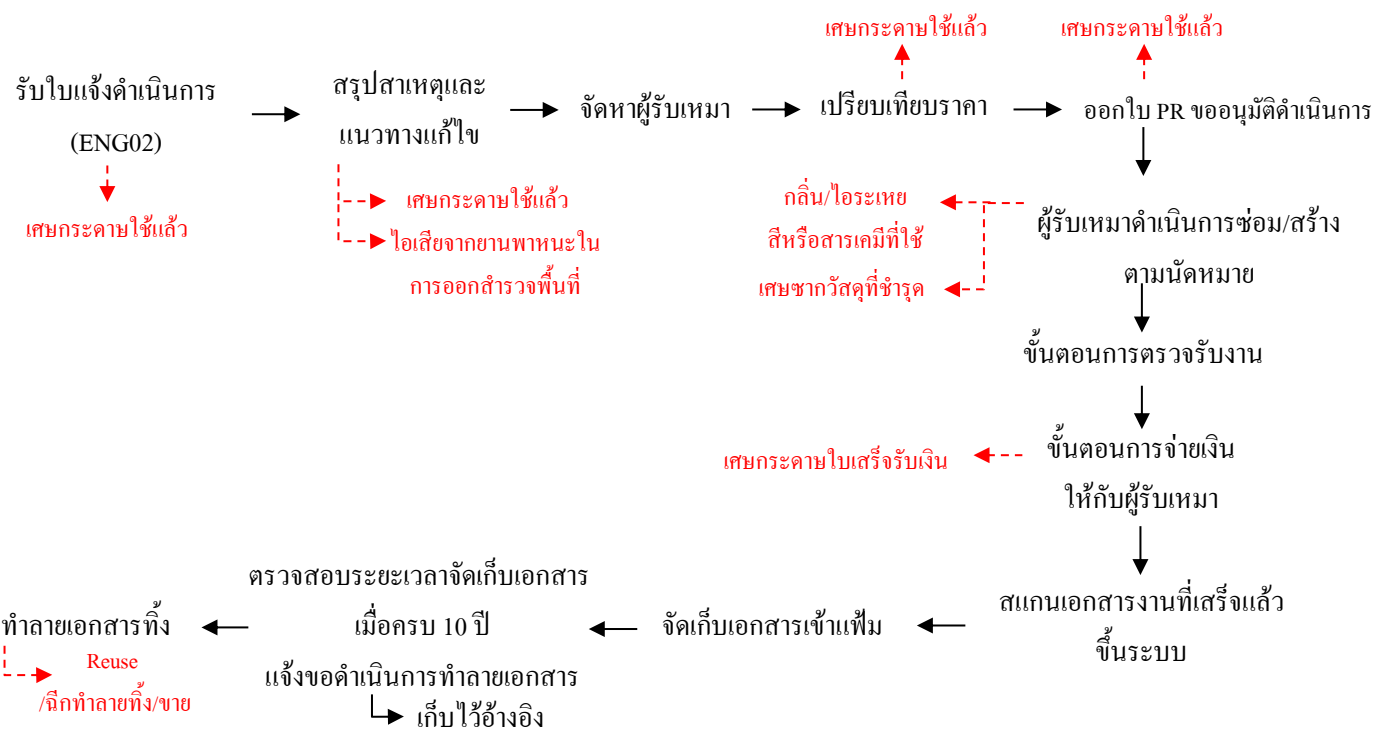 เศษกระดาษใช้แล้ว
เศษกระดาษใช้แล้ว
รับใบแจ้งดำเนินการ
(ENG02)
สรุปสาเหตุและ
แนวทางแก้ไข
จัดหาผู้รับเหมา
เปรียบเทียบราคา
ออกใบ PR ขออนุมัติดำเนินการ
เศษกระดาษใช้แล้ว
เศษกระดาษใช้แล้ว
ไอเสียจากยานพาหนะใน
การออกสำรวจพื้นที่
กลิ่น/ไอระเหย
สีหรือสารเคมีที่ใช้
เศษซากวัสดุที่ชำรุด
ผู้รับเหมาดำเนินการซ่อม/สร้าง
ตามนัดหมาย
ขั้นตอนการตรวจรับงาน
เศษกระดาษใบเสร็จรับเงิน
ขั้นตอนการจ่ายเงิน
ให้กับผู้รับเหมา
สแกนเอกสารงานที่เสร็จแล้ว
ขึ้นระบบ
จัดเก็บเอกสารเข้าแฟ้ม
ตรวจสอบระยะเวลาจัดเก็บเอกสาร
เมื่อครบ 10 ปี
แจ้งขอดำเนินการทำลายเอกสาร
เก็บไว้อ้างอิง
ทำลายเอกสารทิ้ง
Reuse
/ฉีกทำลายทิ้ง/ขาย